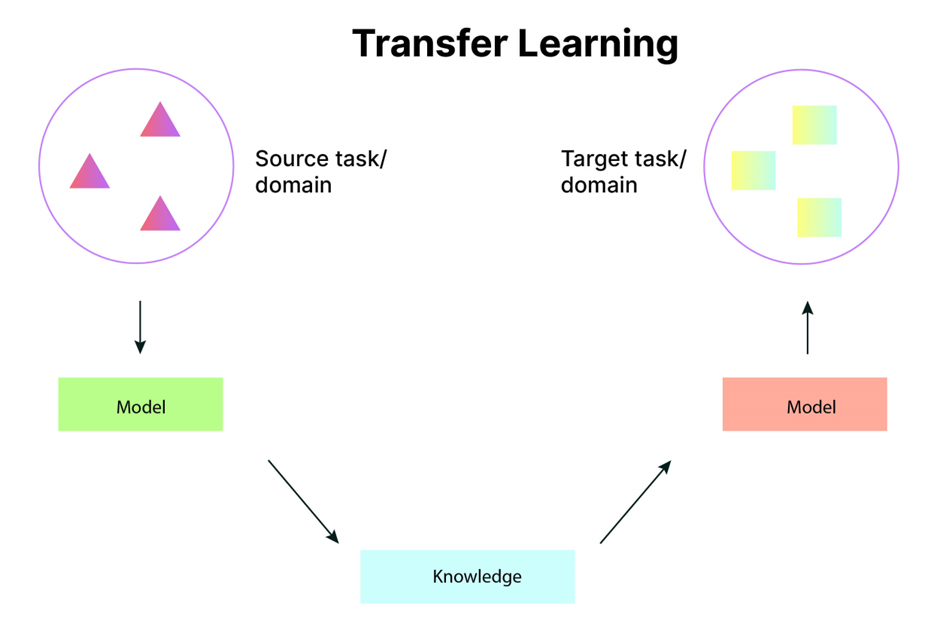 Transfer Learning
Source task/
domain
Target task/
domain
Model
Model
Knowledge